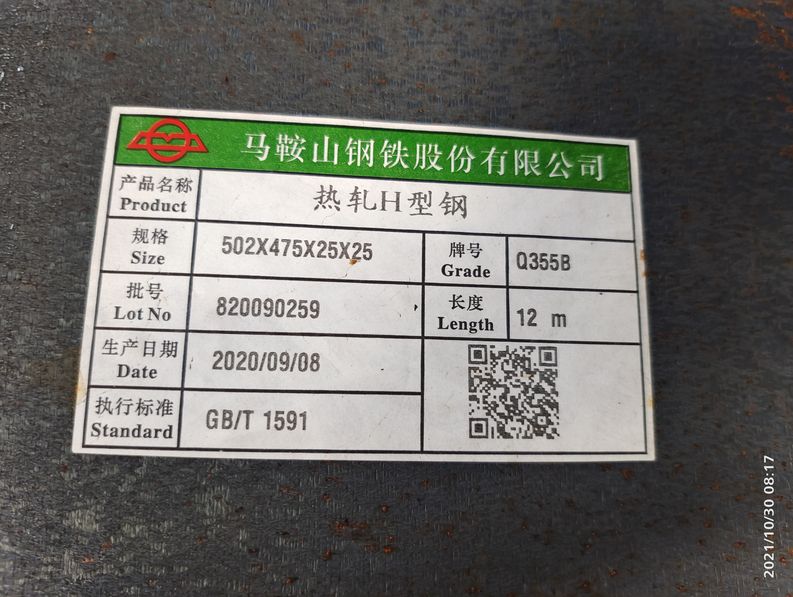 马鞍山钢铁股份有限公司
产品名称
Product
热轧H型钢
规格
Size
502X475X25X25
牌号
Grade
Q355B
批号
Lot No
820090259
长度
Length
12 m
生产日期
Date
2020/09/08
执行标准
Standard
GB/T 1591
2021/10/30 08:17